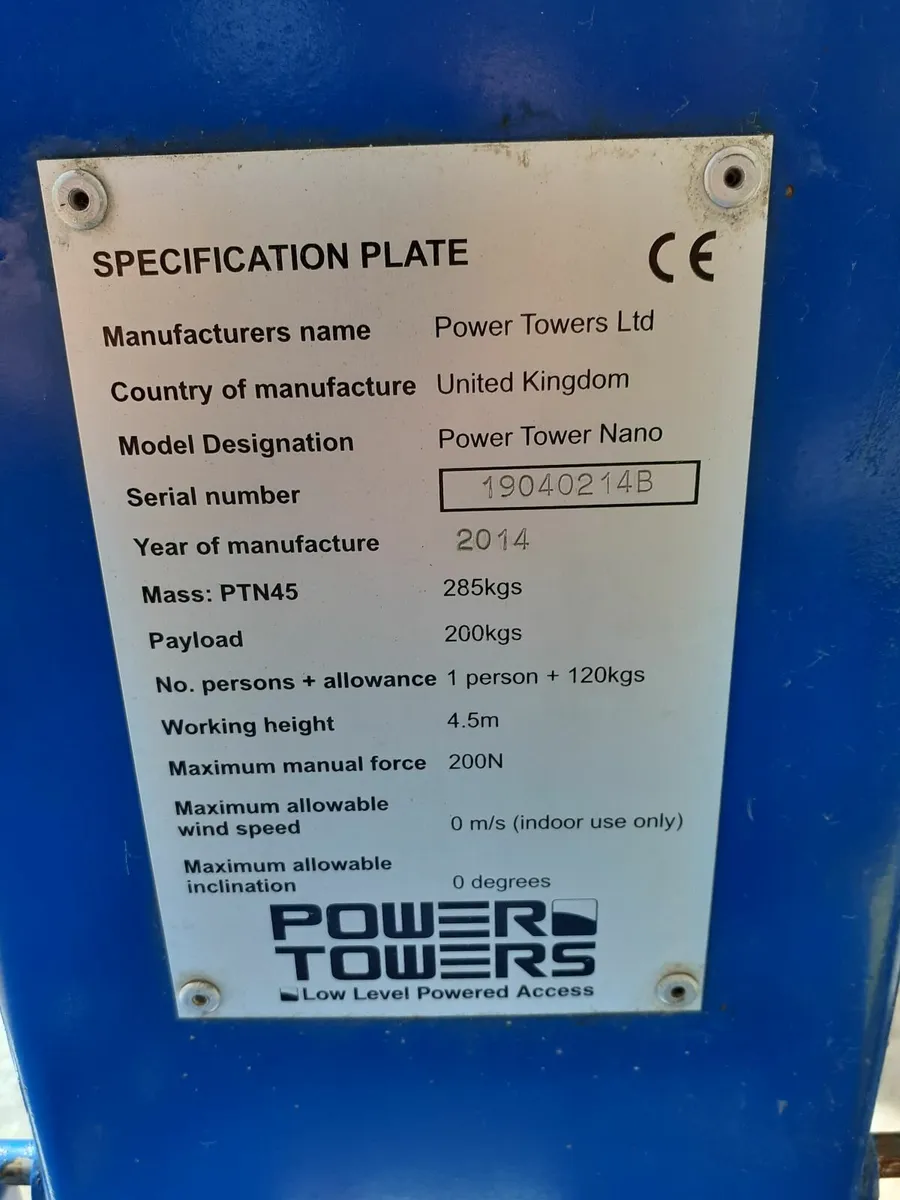 SPECIFICATION PLATE CE
Manufacturers name Power Towers Ltd
Country of manufacture United Kingdom
Model Designation Power Tower Nano
Serial number 19040214B
Year of manufacture 2014
Mass: PTN45 285kgs
Payload 200kgs
No. persons + allowance 1 person + 120kgs
Working height 4.5m
Maximum manual force 200N
Maximum allowable
wind speed 0 m/s (indoor use only)
Maximum allowable
inclination 0 degrees
POWER
TOWERS
Low Level Powered Access